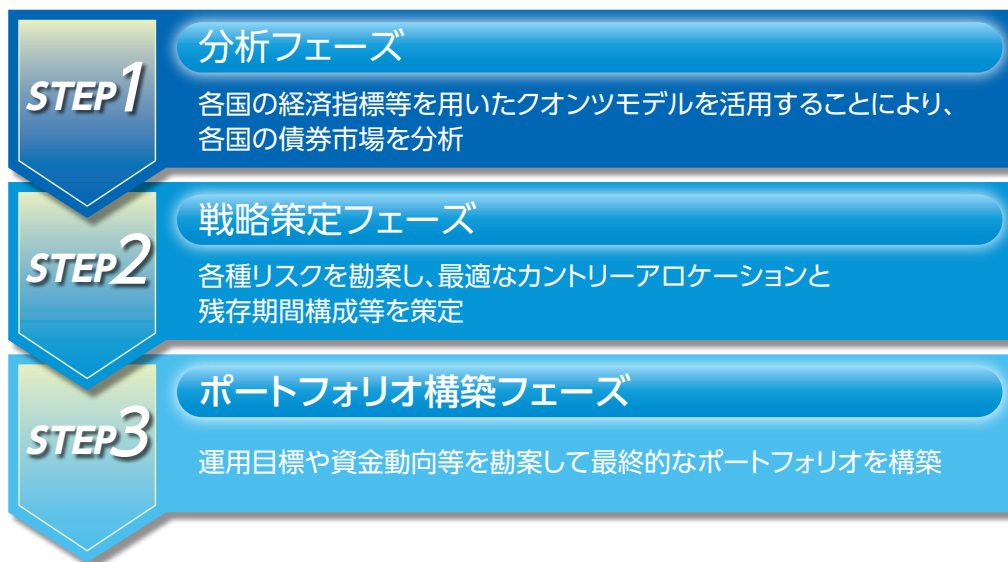 STEP1
分析フェーズ
各国の経済指標等を用いたクオンツモデルを活用することにより、
各国の債券市場を分析
STEP2
戦略策定フェーズ
各種リスクを勘案し、最適なカントリーアロケーションと
残存期間構成等を策定
STEP3
ポートフォリオ構築フェーズ
運用目標や資金動向等を勘案して最終的なポートフォリオを構築